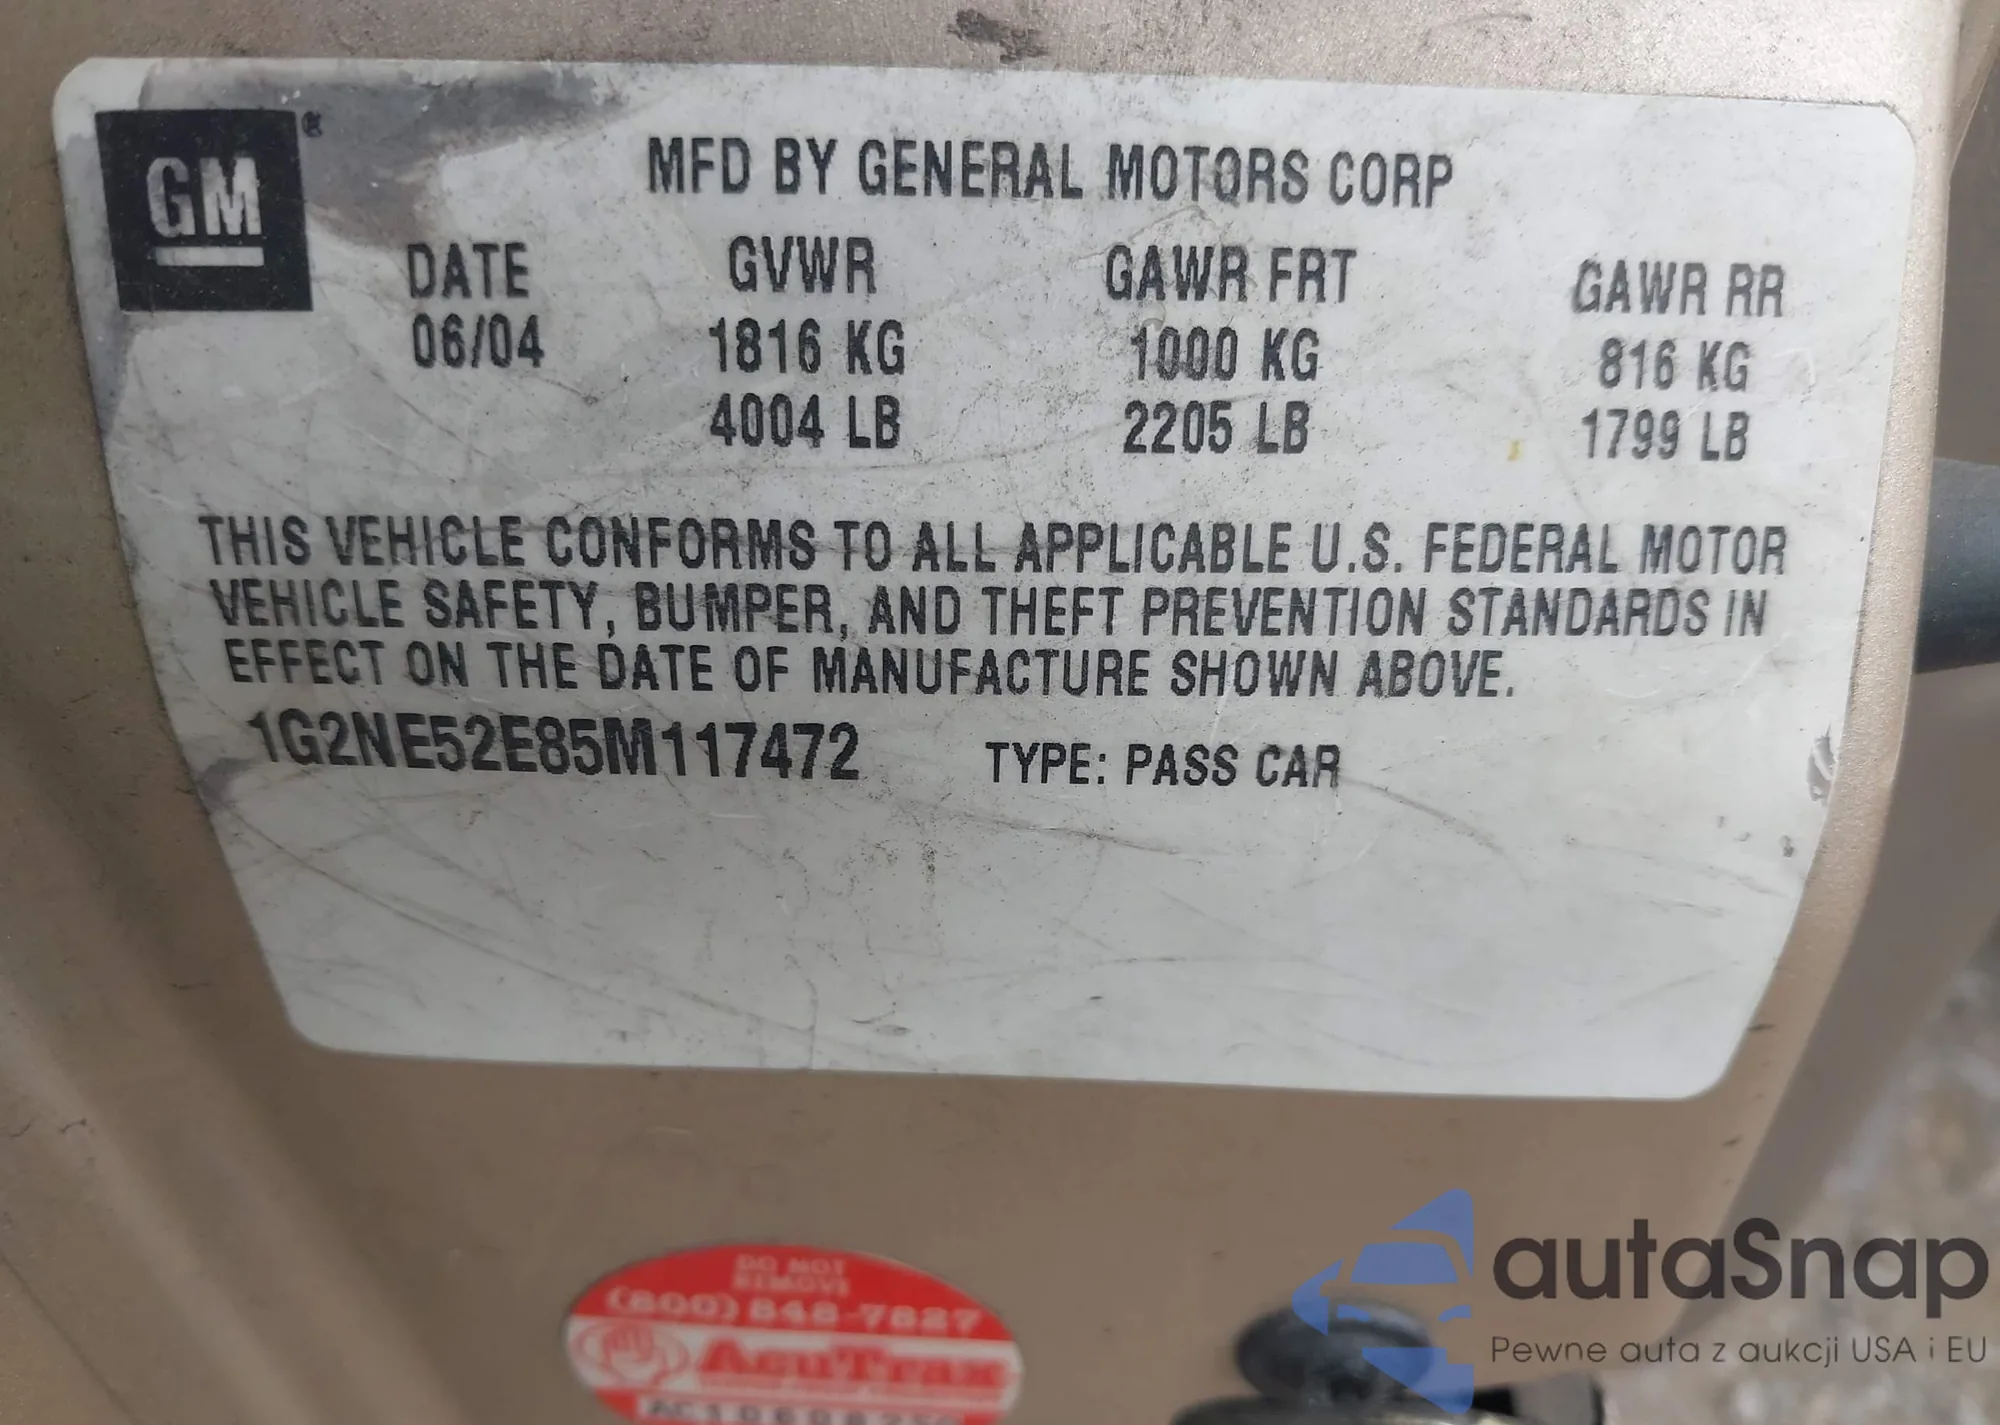 GM
MFD BY GENERAL MOTORS CORP
DATE GVWR GAWR FRT GAWR RR
06/04 1816 KG 1000 KG 816 KG
4004 LB 2205 LB 1799 LB
THIS VEHICLE CONFORMS TO ALL APPLICABLE U.S. FEDERAL MOTOR
VEHICLE SAFETY, BUMPER, AND THEFT PREVENTION STANDARDS IN
EFFECT ON THE DATE OF MANUFACTURE SHOWN ABOVE.
1G2NE52E85M117472 TYPE: PASS CAR
DO NOT
REMOVE
(800) 848-7827
AcuTrax
autaSnap
Pewne auta z aukcji USA i EU